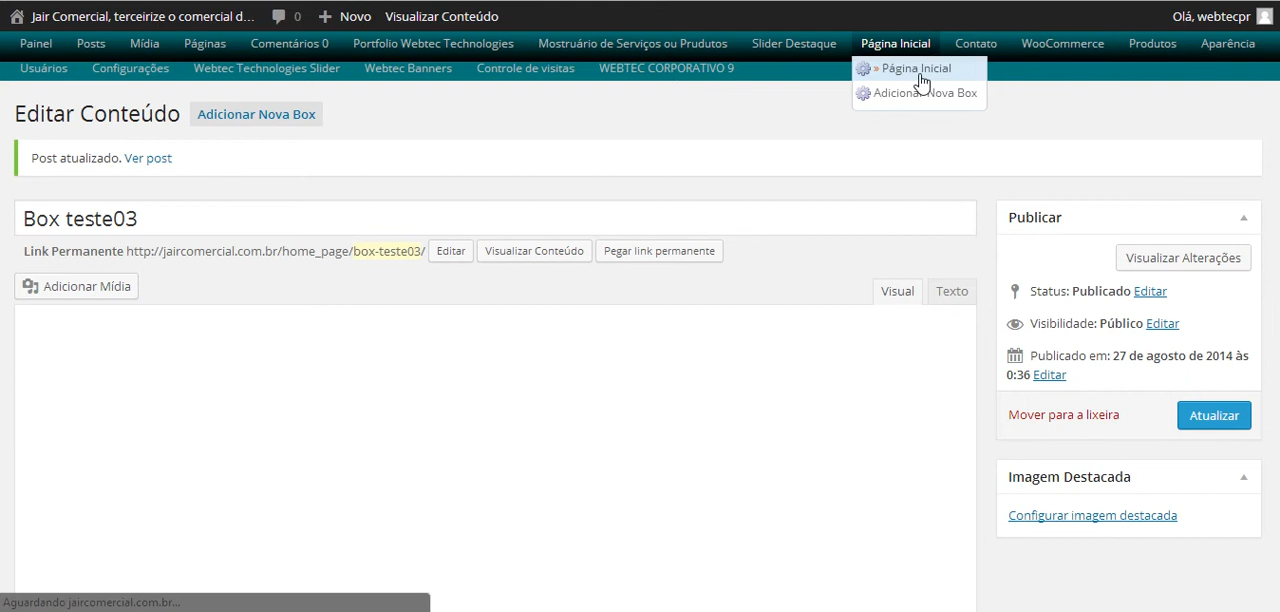 Jair Comercial, terceirize o comercial d... 0 Novo Visualizar Conteúdo Olá, webtecpr
Painel Posts Mídia Páginas Comentários 0 Portfolio Webtec Technologies Mostruário de Serviços ou Prudutos Slider Destaque Página Inicial Contato WooCommerce Produtos Aparência
Usuários Configurações Webtec Technologies Slider Webtec Banners Controle de visitas WEBTEC CORPORATIVO 9
» Página Inicial
Adicionar Nova Box
Editar Conteúdo Adicionar Nova Box
Post atualizado. Ver post
Box teste03
Link Permanente http://jaircomercial.com.br/home_page/box-teste03/ Editar Visualizar Conteúdo Pegar link permanente
Adicionar Mídia
Visual Texto
Publicar
Visualizar Alterações
Status: Publicado Editar
Visibilidade: Público Editar
Publicado em: 27 de agosto de 2014 às
0:36 Editar
Mover para a lixeira Atualizar
Imagem Destacada
Configurar imagem destacada
Aguardando jaircomercial.com.br...